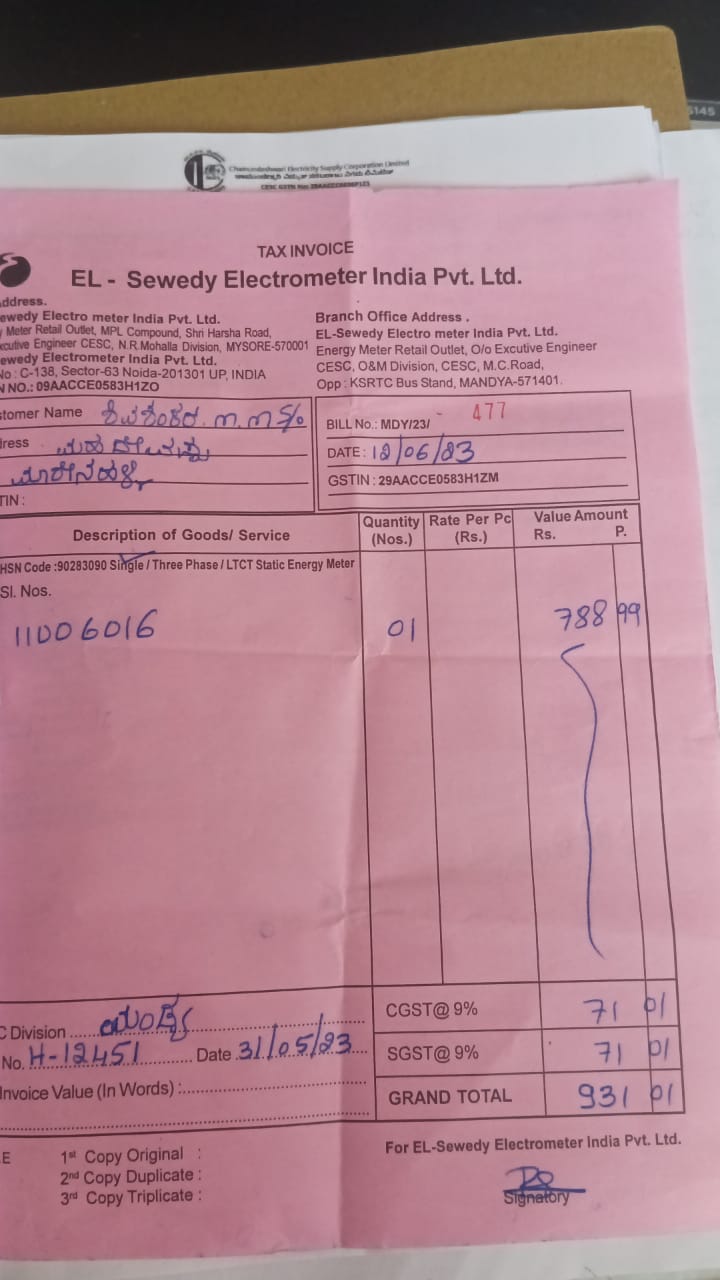 Chamundeshwari Electricity Supply Corporation Limited
TAX INVOICE
EL - Sewedy Electrometer India Pvt. Ltd.
ddress.
ewedy Electro meter India Pvt. Ltd.
Meter Retail Outlet, MPL Compound, Shri Harsha Road,
xcutive Engineer CESC, N.R.Mohalla Division, MYSORE-570001
ewedy Electrometer India Pvt. Ltd.
No : C-138, Sector-63 Noida-201301 UP, INDIA
N NO.: 09AACCE0583H1ZO
Branch Office Address .
EL-Sewedy Electro meter India Pvt. Ltd.
Energy Meter Retail Outlet, O/o Excutive Engineer
CESC, O&M Division, CESC, M.C.Road,
Opp : KSRTC Bus Stand, MANDYA-571401.
stomer Name ಶಿವಶಂಕರ. ಎಂ.ಎಂ S/o
dress
TIN :
BILL No.: MDY/23/ 477
DATE : 12/06/23
GSTIN : 29AACCE0583H1ZM
Description of Goods/ Service
Quantity (Nos.)
Rate Per Pc (Rs.)
Value Amount
Rs. P.
HSN Code :90283090 Single / Three Phase / LTCT Static Energy Meter
Sl. Nos.
11006016 01 788 99
CGST@ 9% 71 01
SGST@ 9% 71 01
GRAND TOTAL 931 01
C Division ಮಂಡ್ಯ
No. H-12451 Date 31/05/23
Invoice Value (In Words) :
E 1st Copy Original :
2nd Copy Duplicate :
3rd Copy Triplicate :
For EL-Sewedy Electrometer India Pvt. Ltd.
Signatory